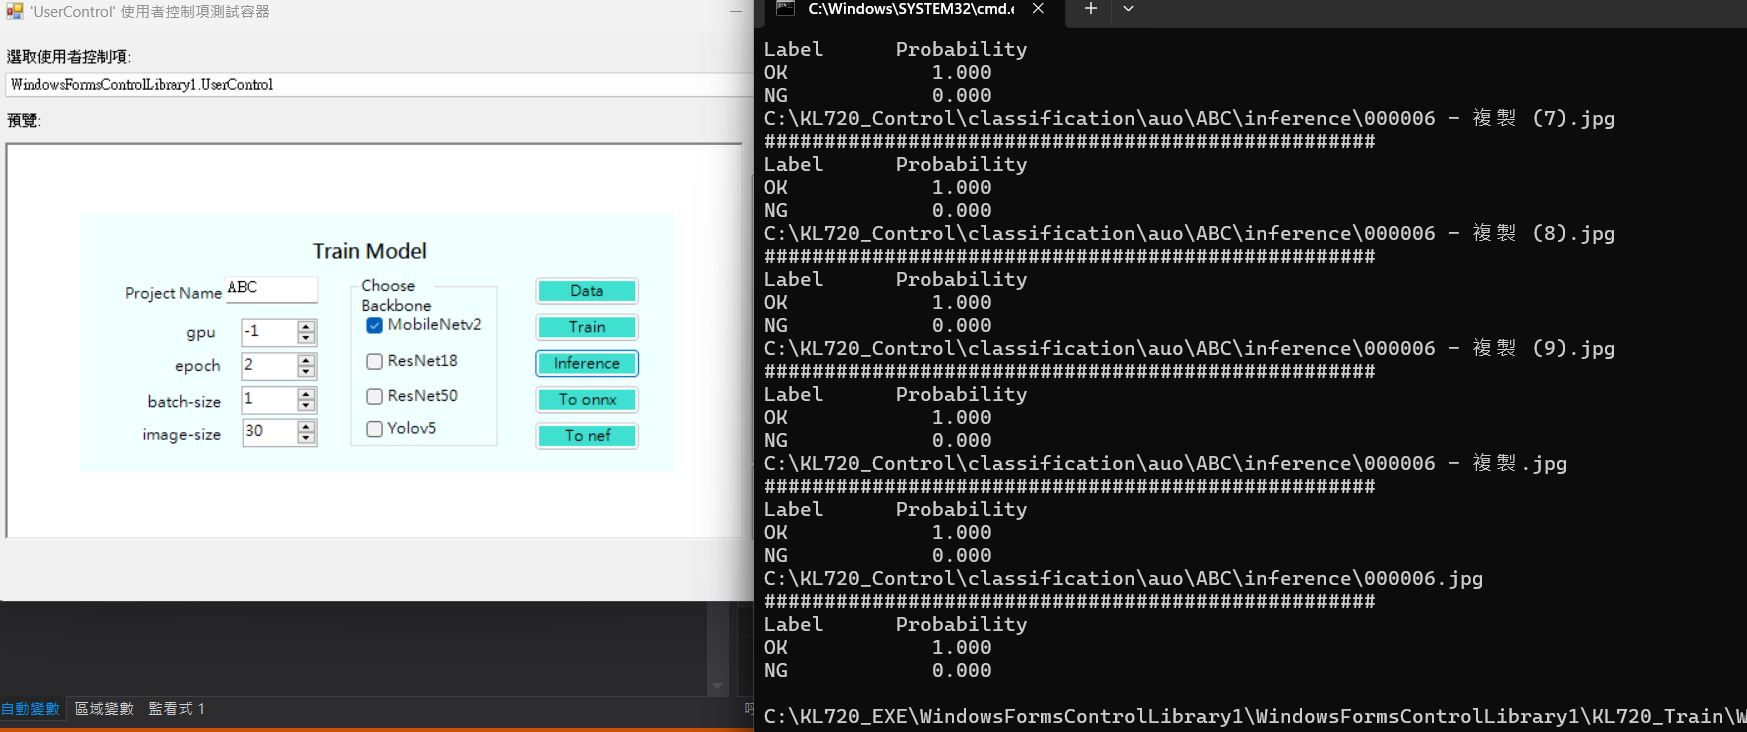 'UserControl' 使用者控制項測試容器
選取使用者控制項:
WindowsFormsControlLibrary1.UserControl
預覽:
Train Model
Project Name ABC
gpu -1
epoch 2
batch-size 1
image-size 30
Choose
Backbone
MobileNetv2
ResNet18
ResNet50
Yolov5
Data
Train
Inference
To onnx
To nef
自動變數 區域變數 監看式 1
C:\Windows\SYSTEM32\cmd.e
Label Probability
OK 1.000
NG 0.000
C:\KL720_Control\classification\auo\ABC\inference\000006 - 複製 (7).jpg
###################################################
Label Probability
OK 1.000
NG 0.000
C:\KL720_Control\classification\auo\ABC\inference\000006 - 複製 (8).jpg
###################################################
Label Probability
OK 1.000
NG 0.000
C:\KL720_Control\classification\auo\ABC\inference\000006 - 複製 (9).jpg
###################################################
Label Probability
OK 1.000
NG 0.000
C:\KL720_Control\classification\auo\ABC\inference\000006 - 複製.jpg
###################################################
Label Probability
OK 1.000
NG 0.000
C:\KL720_Control\classification\auo\ABC\inference\000006.jpg
###################################################
Label Probability
OK 1.000
NG 0.000
C:\KL720_EXE\WindowsFormsControlLibrary1\WindowsFormsControlLibrary1\KL720_Train\W